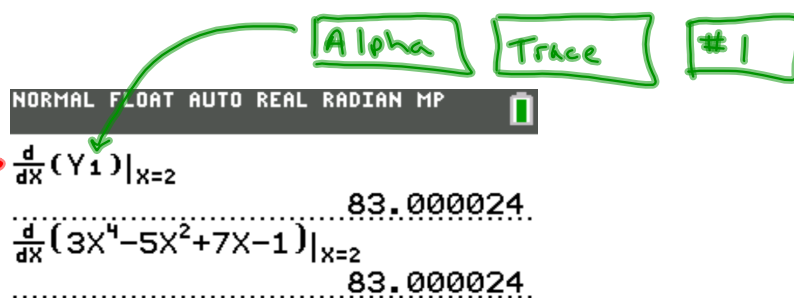 Alpha Trace #1
NORMAL FLOAT AUTO REAL RADIAN MP
d/dX(Y1)|X=2
83.000024
d/dX(3X⁴-5X²+7X-1)|X=2
83.000024